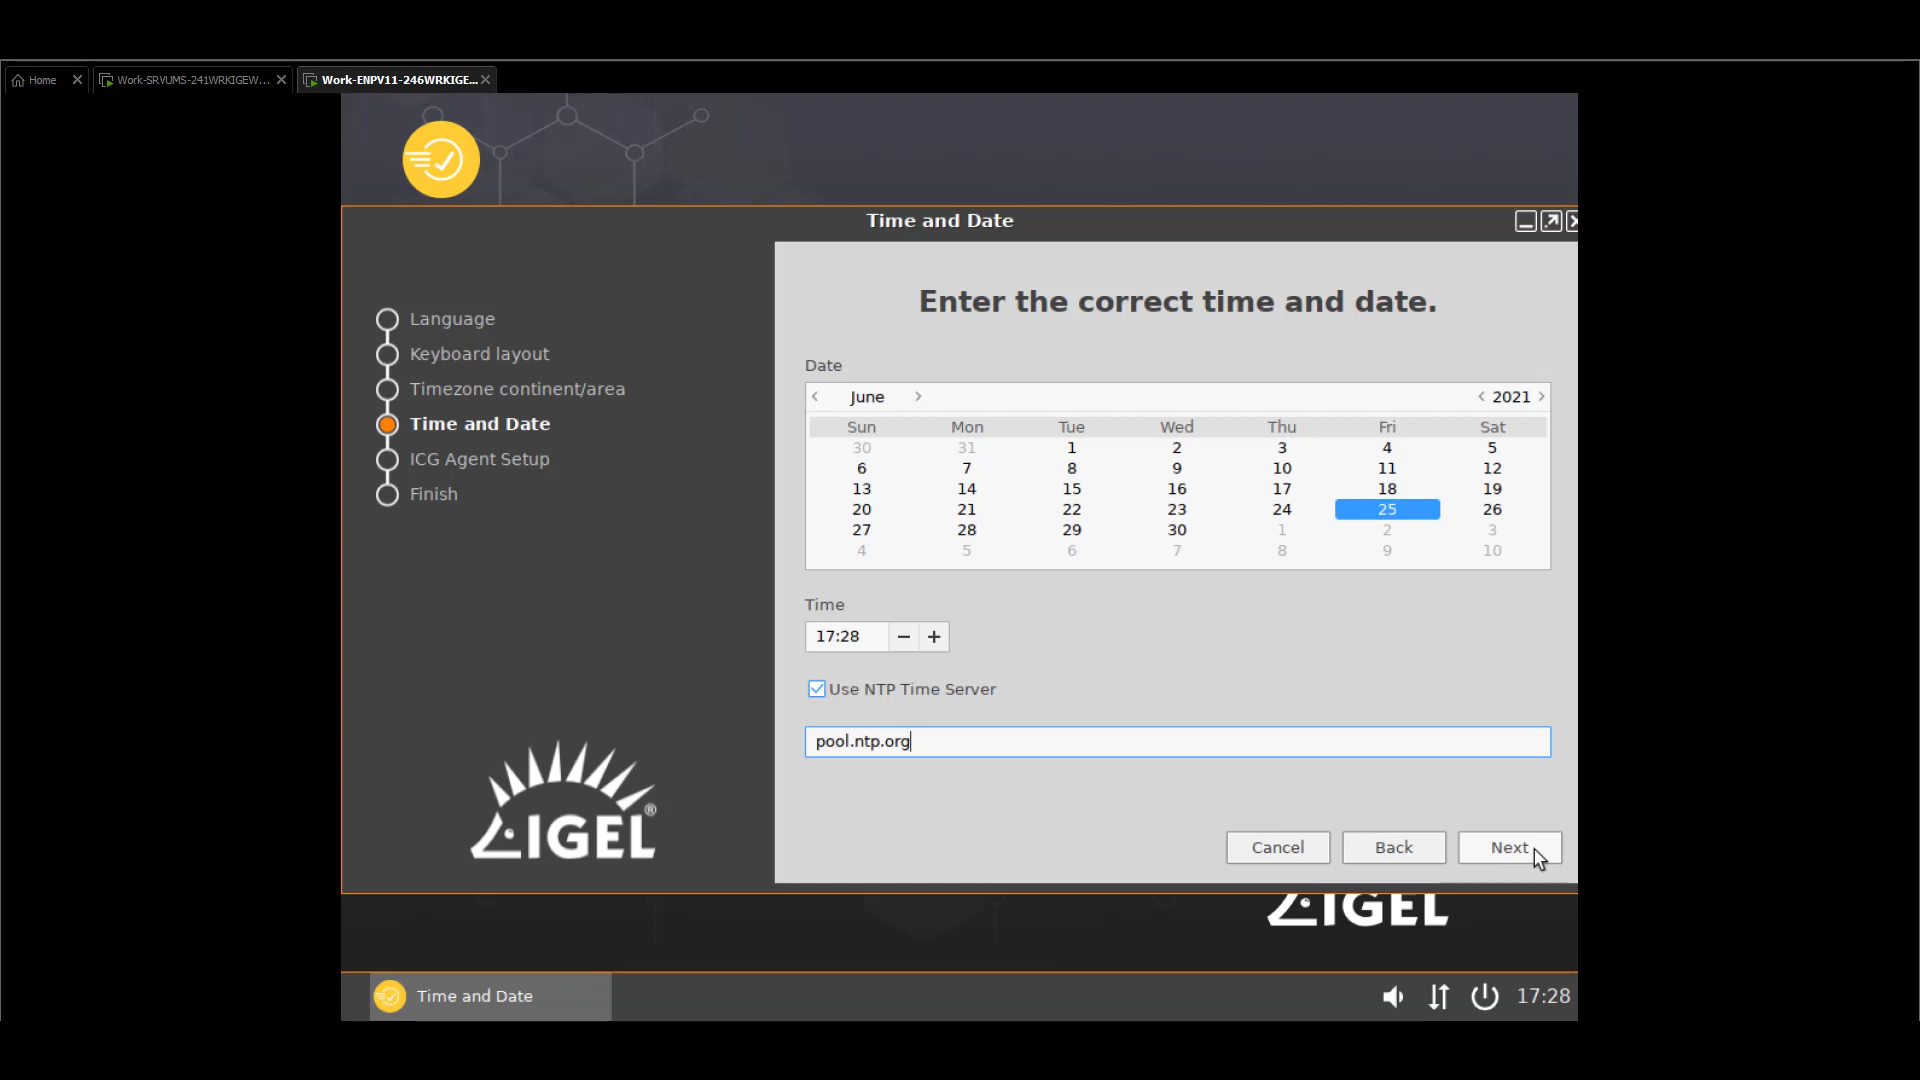 Home
Work-SRVUMS-241WRKIGEW...
Work-ENPV11-246WRKIGE...
Time and Date
Language
Keyboard layout
Timezone continent/area
Time and Date
ICG Agent Setup
Finish
IGEL®
Enter the correct time and date.
Date
< June > < 2021 >
Sun Mon Tue Wed Thu Fri Sat
30 31 1 2 3 4 5
6 7 8 9 10 11 12
13 14 15 16 17 18 19
20 21 22 23 24 25 26
27 28 29 30 1 2 3
4 5 6 7 8 9 10
Time
17:28 − +
Use NTP Time Server
pool.ntp.org
Cancel Back Next
IGEL
Time and Date
17:28